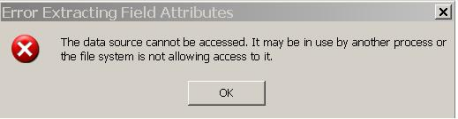 Error Extracting Field Attributes
The data source cannot be accessed. It may be in use by another process or
the file system is not allowing access to it.
OK